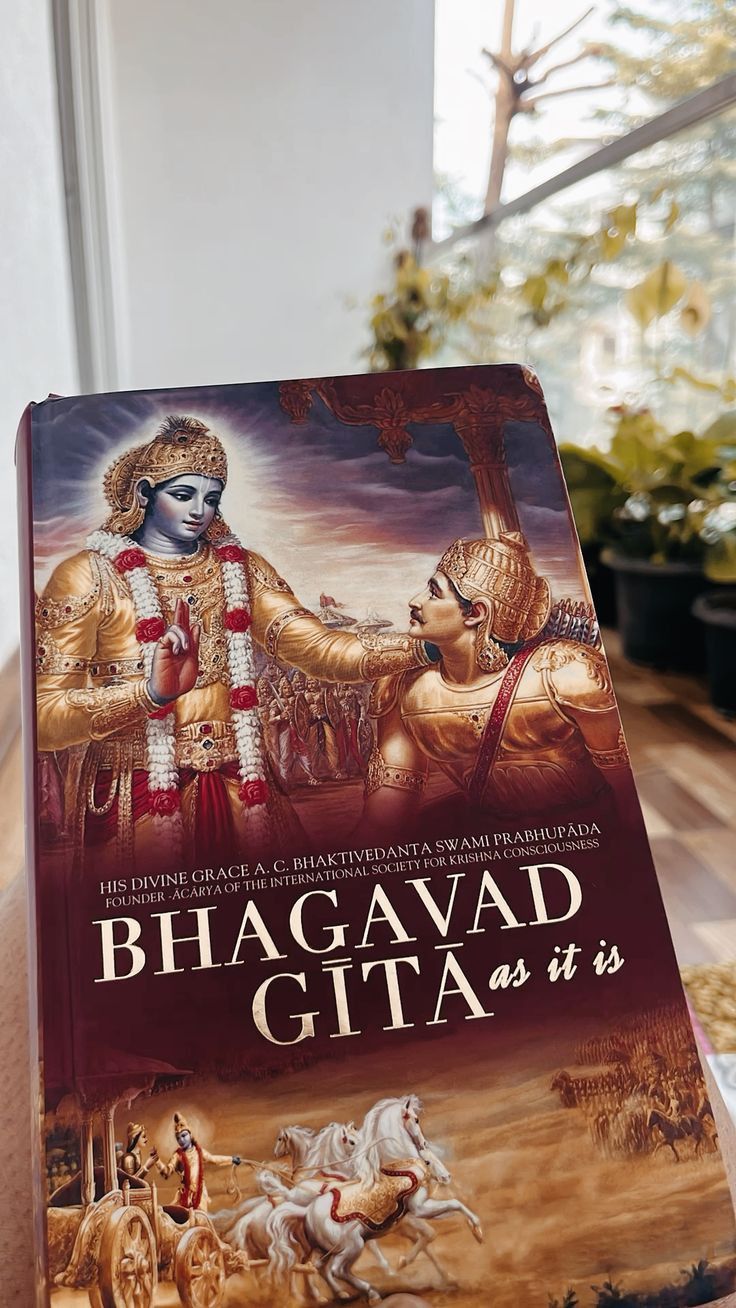 HIS DIVINE GRACE A. C. BHAKTIVEDANTA SWAMI PRABHUPĀDA
FOUNDER -ĀCĀRYA OF THE INTERNATIONAL SOCIETY FOR KRISHNA CONSCIOUSNESS
BHAGAVAD
GĪTĀ as it is